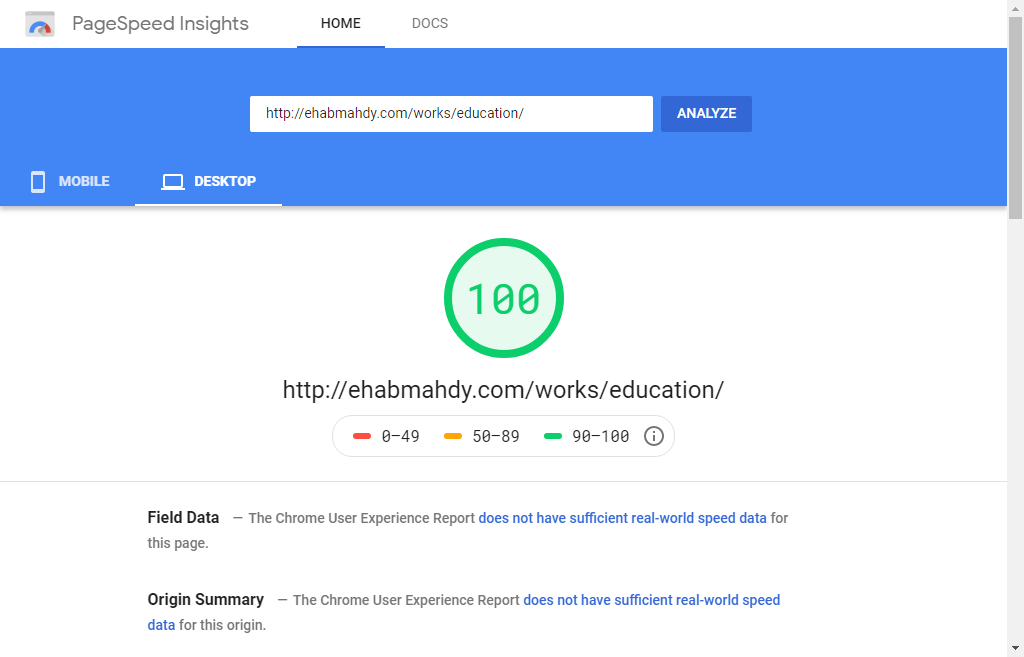 PageSpeed Insights
HOME
DOCS
http://ehabmahdy.com/works/education/
ANALYZE
MOBILE
DESKTOP
100
http://ehabmahdy.com/works/education/
0–49
50–89
90–100
Field Data — The Chrome User Experience Report does not have sufficient real-world speed data for
this page.
Origin Summary — The Chrome User Experience Report does not have sufficient real-world speed
data for this origin.